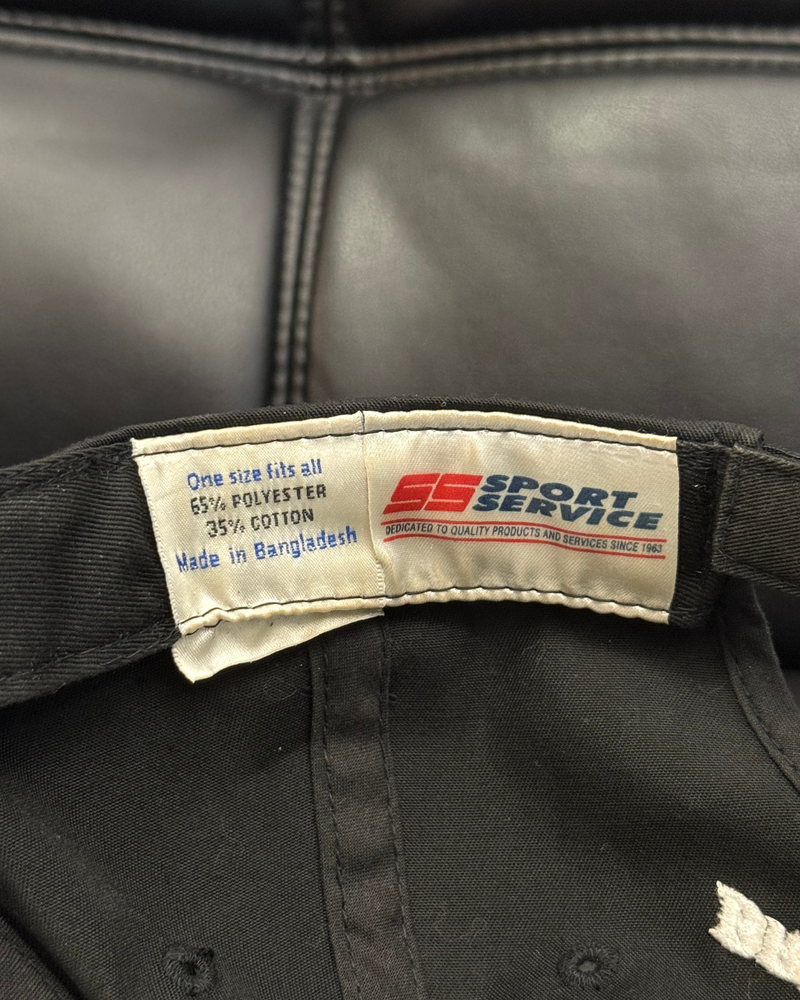 One size fits all
65% POLYESTER
35% COTTON
Made in Bangladesh
SS SPORT
SERVICE
DEDICATED TO QUALITY PRODUCTS AND SERVICES SINCE 1963